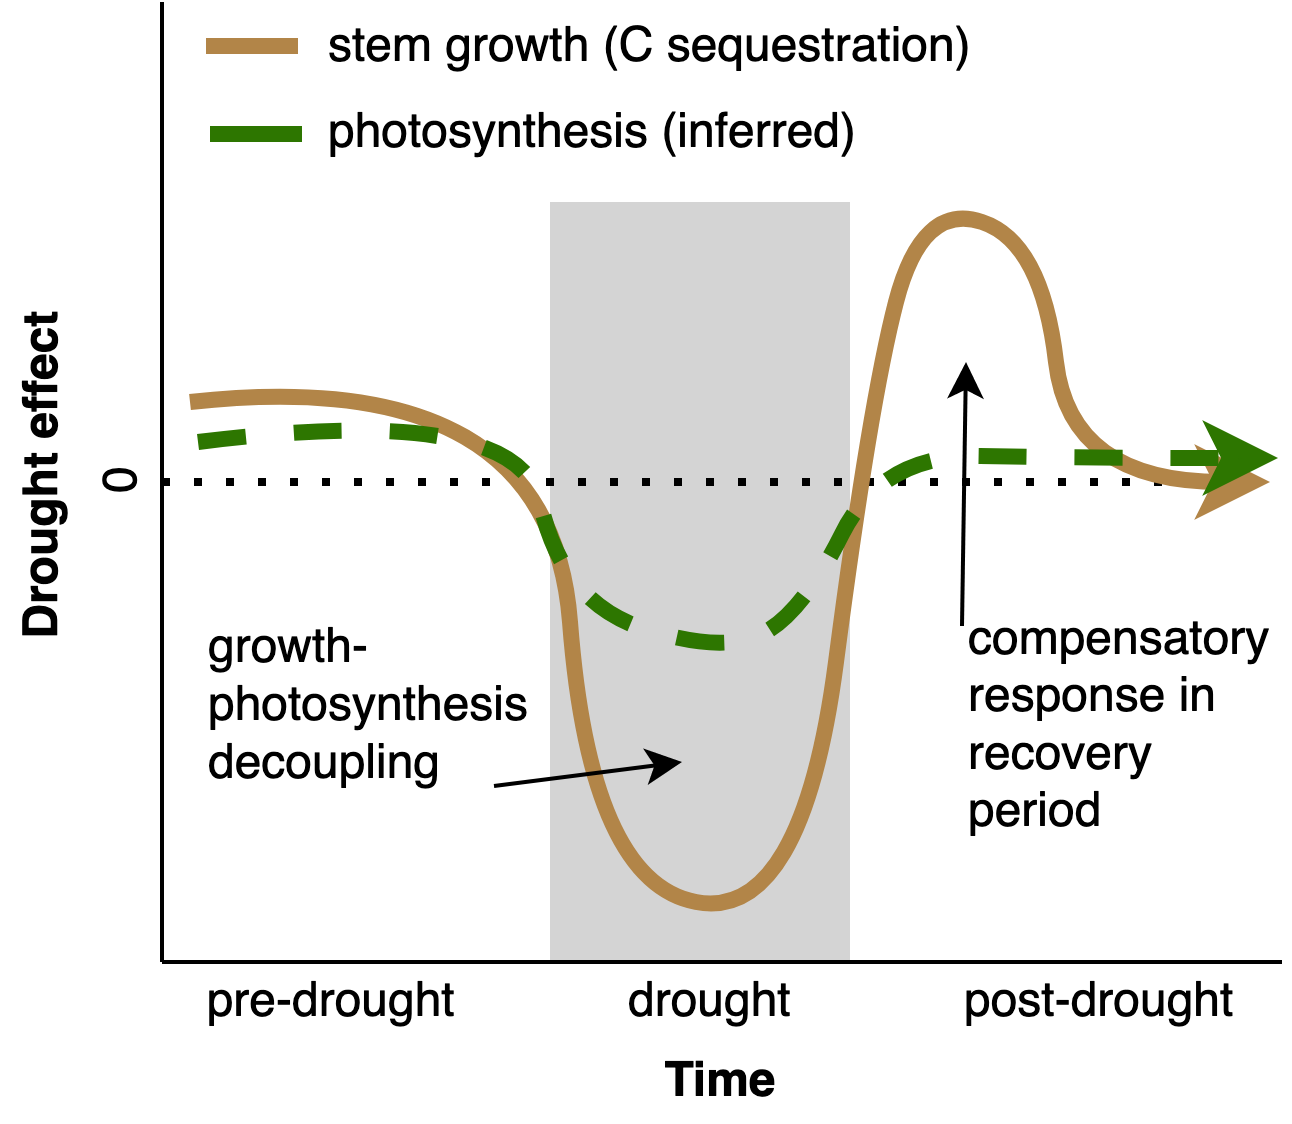 stem growth (C sequestration)
photosynthesis (inferred)
Drought effect
0
growth-
photosynthesis
decoupling
compensatory
response in
recovery
period
pre-drought
drought
post-drought
Time